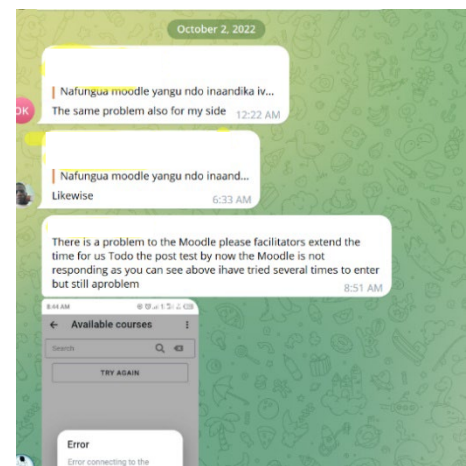 October 2, 2022
Nafungua moodle yangu ndo inaandika iv...
OK
The same problem also for my side 12:22 AM
Nafungua moodle yangu ndo inaand...
Likewise 6:33 AM
There is a problem to the Moodle please facilitators extend the
time for us Todo the post test by now the Moodle is not
responding as you can see above ihave tried several times to enter
but still aproblem 8:51 AM
8:44 AM
Available courses
Search
TRY AGAIN
Error
Error connecting to the